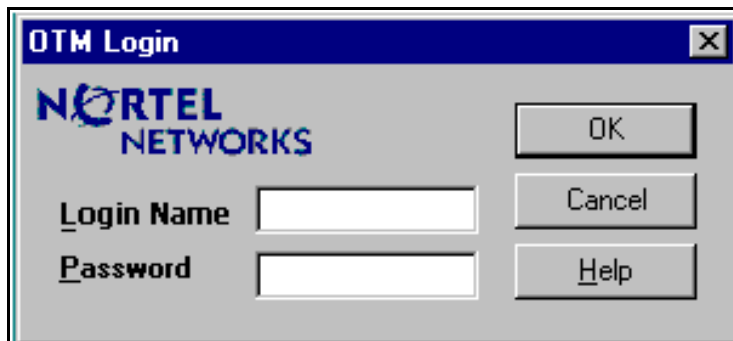 OTM Login
NORTEL
NETWORKS
OK
Login Name
Cancel
Password
Help